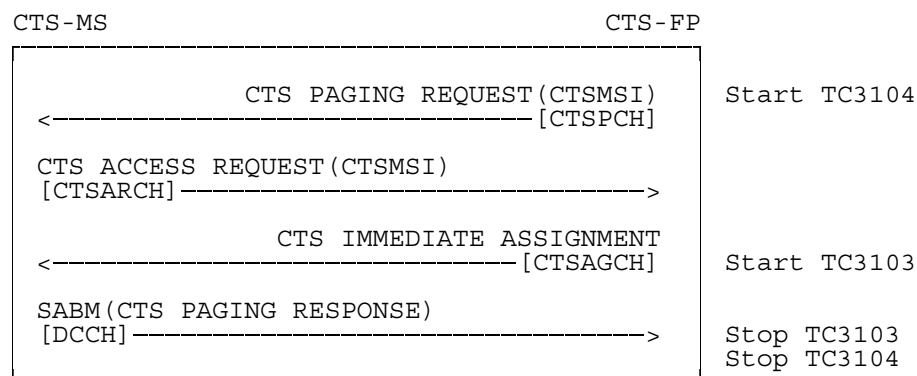 CTS-MS CTS-FP
CTS PAGING REQUEST(CTSMSI) Start TC3104
[CTSPCH]
CTS ACCESS REQUEST(CTSMSI)
[CTSARCH]
CTS IMMEDIATE ASSIGNMENT
[CTSAGCH] Start TC3103
SABM(CTS PAGING RESPONSE)
[DCCH] Stop TC3103
Stop TC3104